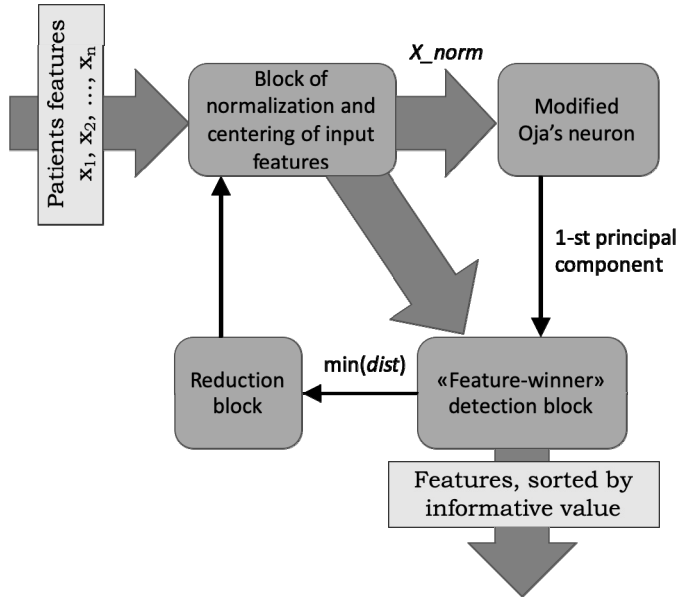 Patients features
x1, x2, ..., xn
Block of
normalization and
centering of input
features
X_norm
Modified
Oja's neuron
1-st principal
component
«Feature-winner»
detection block
min(dist)
Reduction
block
Features, sorted by
informative value